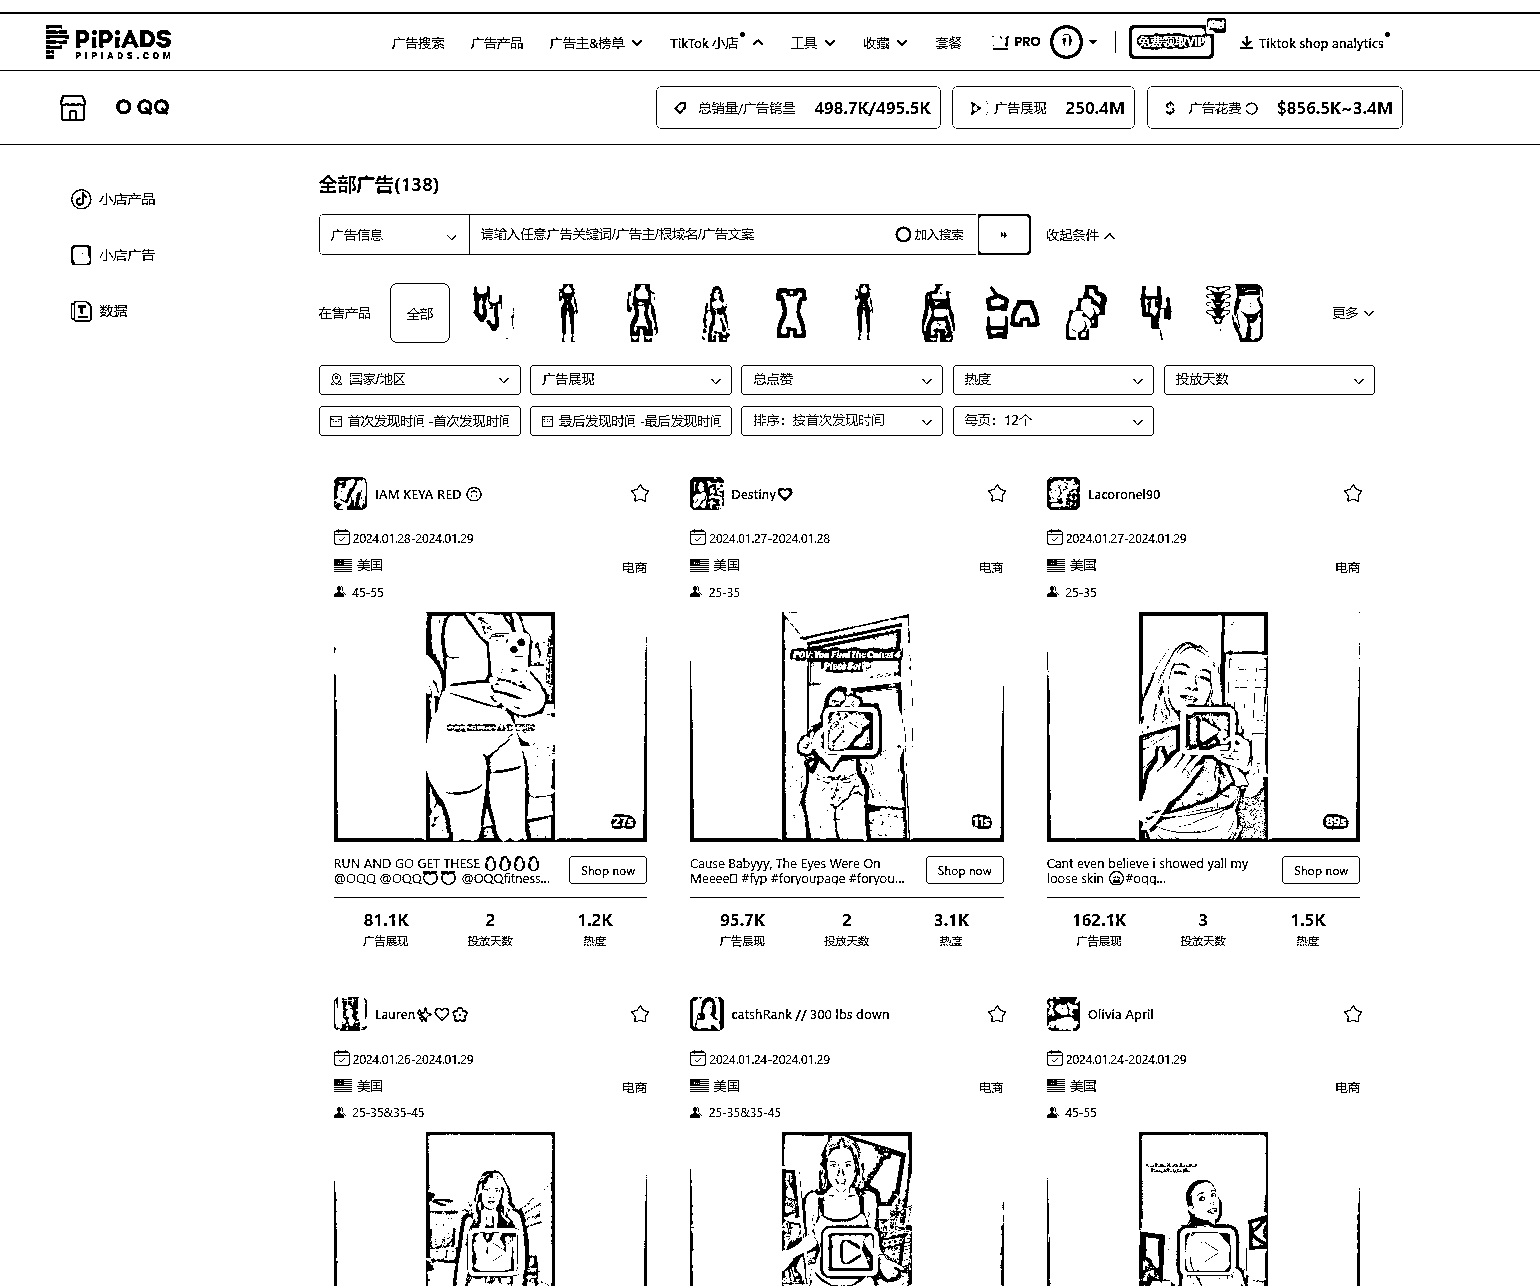 PiPiADS
PIPIADS.COM
广告搜索
广告产品
广告主&榜单
TikTok 小店
工具
收藏
套餐
PRO
免费领取VIP
Tiktok shop analytics
O QQ
总销量/广告销量 498.7K/495.5K
广告展现 250.4M
广告花费 $856.5K~3.4M
小店产品
小店广告
数据
全部广告(138)
广告信息
请输入任意广告关键词/广告主/根域名/广告文案
加入搜索
收起条件
在售产品
全部
更多
国家/地区
广告展现
总点赞
热度
投放天数
首次发现时间 -首次发现时间
最后发现时间 -最后发现时间
排序：按首次发现时间
每页：12个
IAM KEYA RED
2024.01.28-2024.01.29
美国
电商
45-55
27s
RUN AND GO GET THESE
@OQQ @OQQ @OQQfitness...
Shop now
81.1K 2 1.2K
广告展现 投放天数 热度
Destiny
2024.01.27-2024.01.28
美国
电商
25-35
POV: You Find The Cutest 4
Piece Set
11s
Cause Babyyy, The Eyes Were On
Meeee #fyp #foryoupage #foryou...
Shop now
95.7K 2 3.1K
广告展现 投放天数 热度
Lacoronel90
2024.01.27-2024.01.29
美国
电商
25-35
89s
Cant even believe i showed yall my
loose skin #oqq...
Shop now
162.1K 3 1.5K
广告展现 投放天数 热度
Lauren
2024.01.26-2024.01.29
美国
电商
25-35&35-45
catshRank // 300 lbs down
2024.01.24-2024.01.29
美国
电商
25-35&35-45
Olivia April
2024.01.24-2024.01.29
美国
电商
45-55